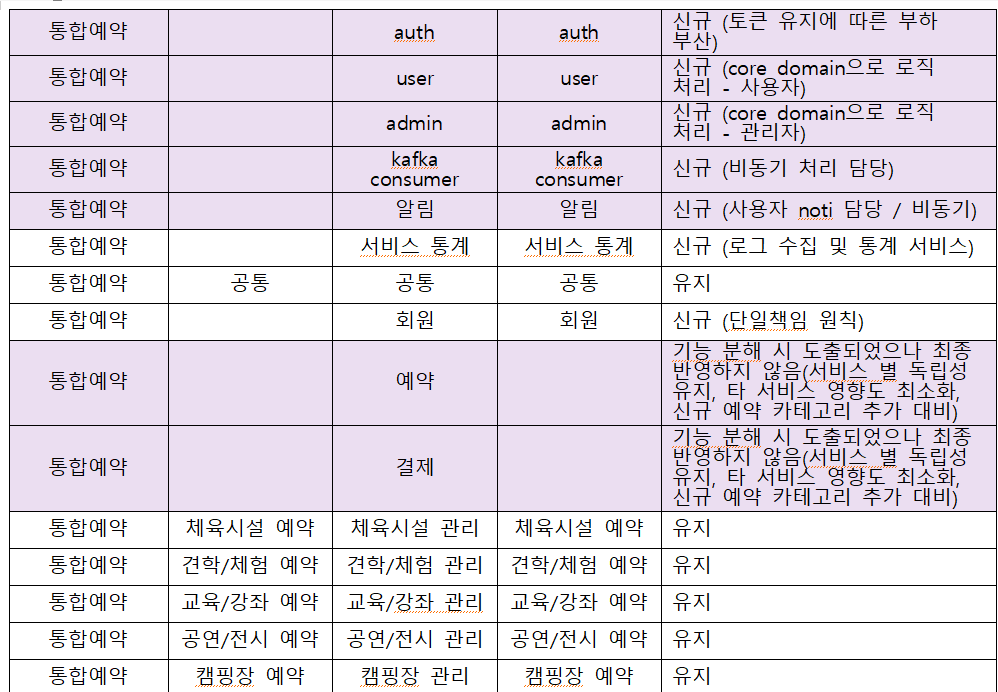 통합예약 auth auth 신규 (토큰 유지에 따른 부하
부산)
통합예약 user user 신규 (core domain으로 로직
처리 - 사용자)
통합예약 admin admin 신규 (core domain으로 로직
처리 - 관리자)
통합예약 kafka consumer kafka consumer 신규 (비동기 처리 담당)
통합예약 알림 알림 신규 (사용자 noti 담당 / 비동기)
통합예약 서비스 통계 서비스 통계 신규 (로그 수집 및 통계 서비스)
통합예약 공통 공통 공통 유지
통합예약 회원 회원 신규 (단일책임 원칙)
통합예약 예약 기능 분해 시 도출되었으나 최종
반영하지 않음(서비스 별 독립성
유지, 타 서비스 영향도 최소화,
신규 예약 카테고리 추가 대비)
통합예약 결제 기능 분해 시 도출되었으나 최종
반영하지 않음(서비스 별 독립성
유지, 타 서비스 영향도 최소화,
신규 예약 카테고리 추가 대비)
통합예약 체육시설 예약 체육시설 관리 체육시설 예약 유지
통합예약 견학/체험 예약 견학/체험 관리 견학/체험 예약 유지
통합예약 교육/강좌 예약 교육/강좌 관리 교육/강좌 예약 유지
통합예약 공연/전시 예약 공연/전시 관리 공연/전시 예약 유지
통합예약 캠핑장 예약 캠핑장 관리 캠핑장 예약 유지